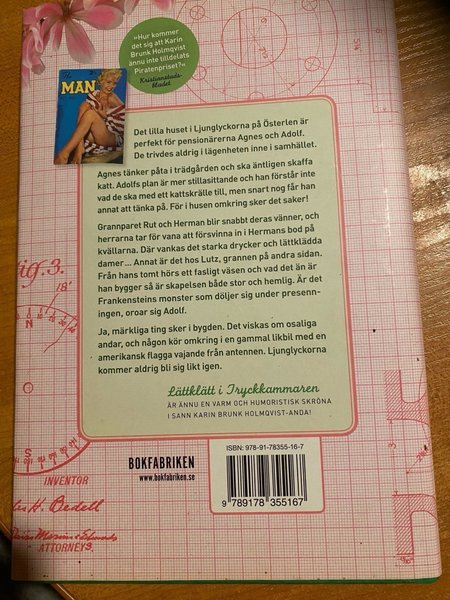 »Hur kommer
det sig att Karin
Brunk Holmqvist
ännu inte tilldelats
Piratenpriset?«
Kristianstads-
bladet
The
MAN
Det lilla huset i Ljunglyckorna på Österlen är
perfekt för pensionärerna Agnes och Adolf.
De trivdes aldrig i lägenheten inne i samhället.
Agnes tänker påta i trädgården och ska äntligen skaffa
katt. Adolfs plan är mer stillasittande och han förstår inte
vad de ska med ett kattskrälle till, men snart nog får han
annat att tänka på. För i husen omkring sker det saker!
Grannparet Rut och Herman blir snabbt deras vänner, och
herrarna tar för vana att försvinna in i Hermans bod på
kvällarna. Där vankas det starka drycker och lättklädda
damer... Annat är det hos Lutz, grannen på andra sidan.
Från hans tomt hörs ett fasligt väsen och vad det än är
han bygger så är skapelsen både stor och hemlig. Är det
Frankensteins monster som döljer sig under presenn-
ingen, oroar sig Adolf.
Ja, märkliga ting sker i bygden. Det viskas om osaliga
andar, och någon kör omkring i en gammal likbil med en
amerikansk flagga vajande från antennen. Ljunglyckorna
kommer aldrig bli sig likt igen.
Lättklätt i Tryckkammaren
ÄR ÄNNU EN VARM OCH HUMORISTISK SKRÖNA
I SANN KARIN BRUNK HOLMQVIST-ANDA!
ig. 3.
18'
N
S
INVENTOR
H. Bedell
ATTORNEYS.
BOKFABRIKEN
www.bokfabriken.se
ISBN: 978-91-78355-16-7
9 789178 355167
3